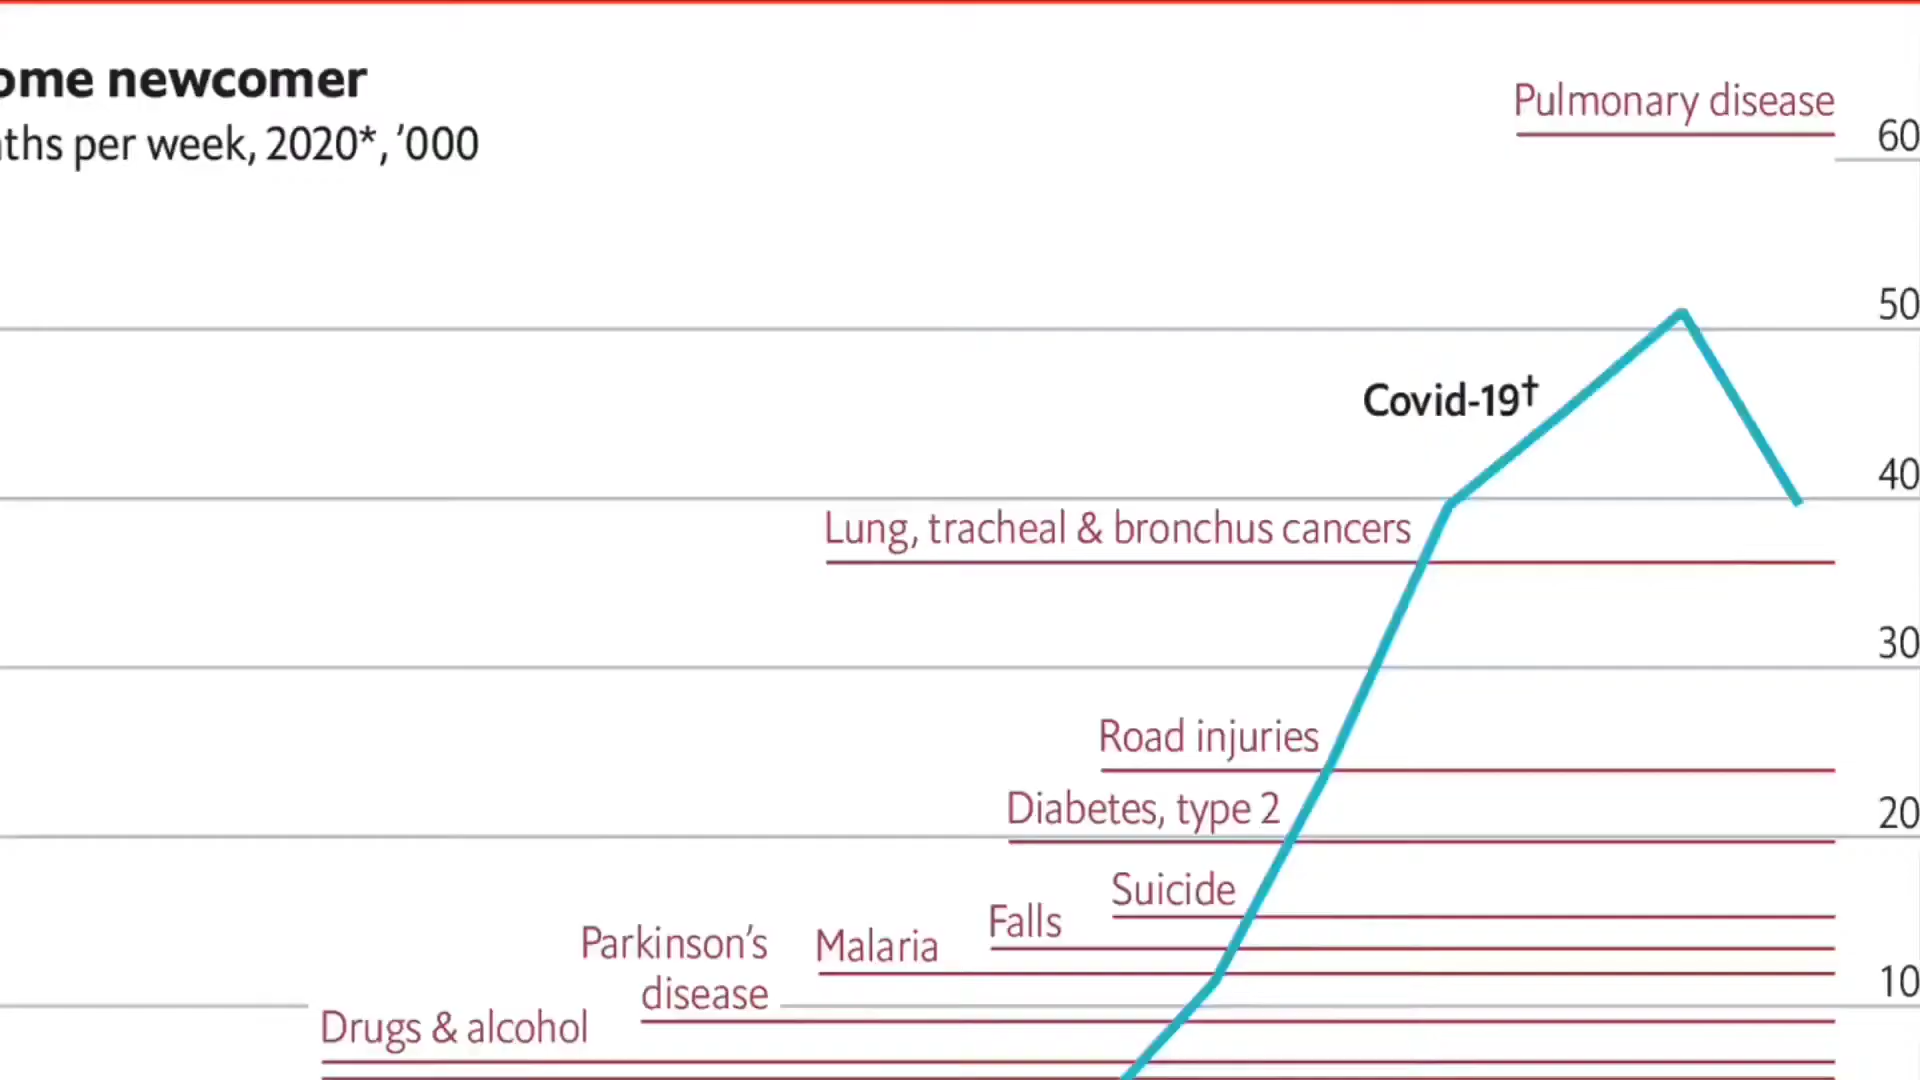 ome newcomer
ths per week, 2020*, ’000
Pulmonary disease
60
50
Covid-19†
40
Lung, tracheal & bronchus cancers
30
Road injuries
Diabetes, type 2
20
Suicide
Falls
Parkinson’s
disease
Malaria
10
Drugs & alcohol